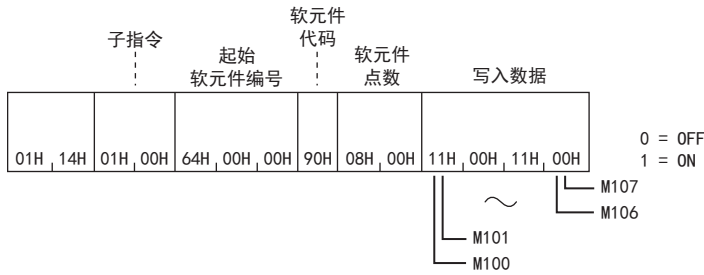 子指令
起始
软元件编号
软元件
代码
软元件
点数
写入数据
01H 14H 01H 00H 64H 00H 00H 90H 08H 00H 11H 00H 11H 00H
0 = OFF
1 = ON
M107
M106
M101
M100